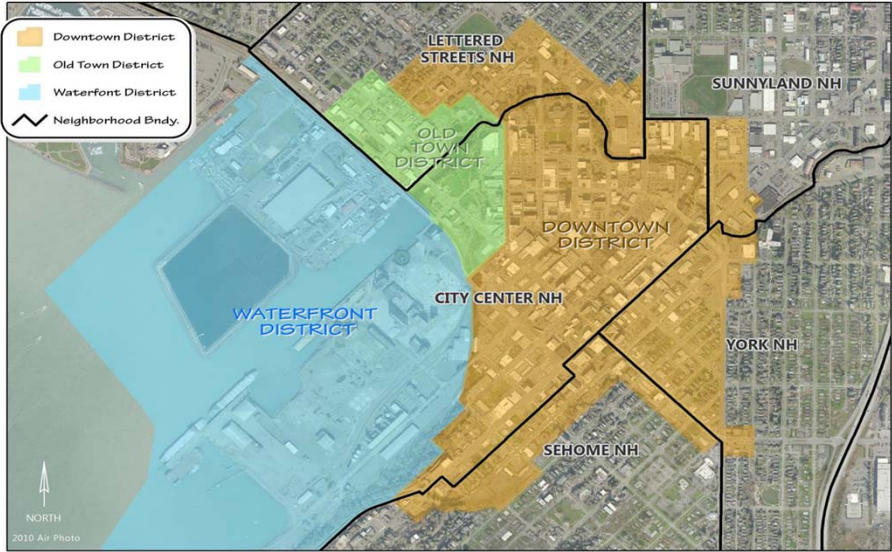 Downtown District
Old Town District
Waterfont District
Neighborhood Bndy.
LETTERED
STREETS NH
SUNNYLAND NH
OLD
TOWN
DISTRICT
DOWNTOWN
DISTRICT
CITY CENTER NH
WATERFRONT
DISTRICT
YORK NH
SEHOME NH
NORTH
2010 Air Photo